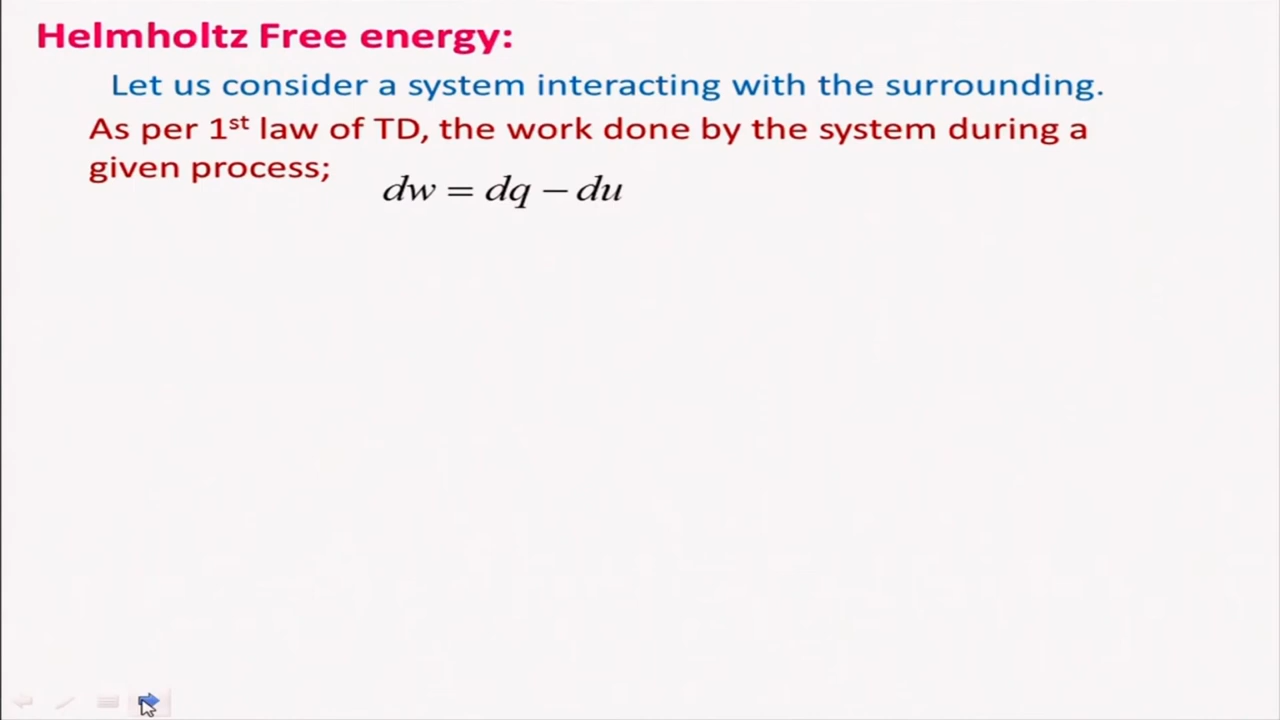 Helmholtz Free energy:
Let us consider a system interacting with the surrounding.
As per 1st law of TD, the work done by the system during a
given process;
dw = dq − du